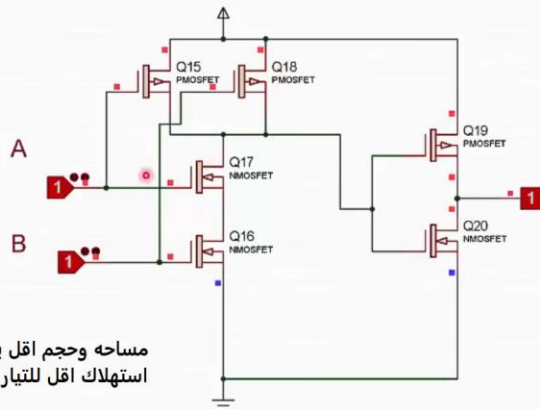 Q15
PMOSFET
Q18
PMOSFET
A
Q19
PMOSFET
Q17
NMOSFET
1
1
B
Q16
NMOSFET
Q20
NMOSFET
1
مساحه وحجم اقل
استهلاك اقل للتيار